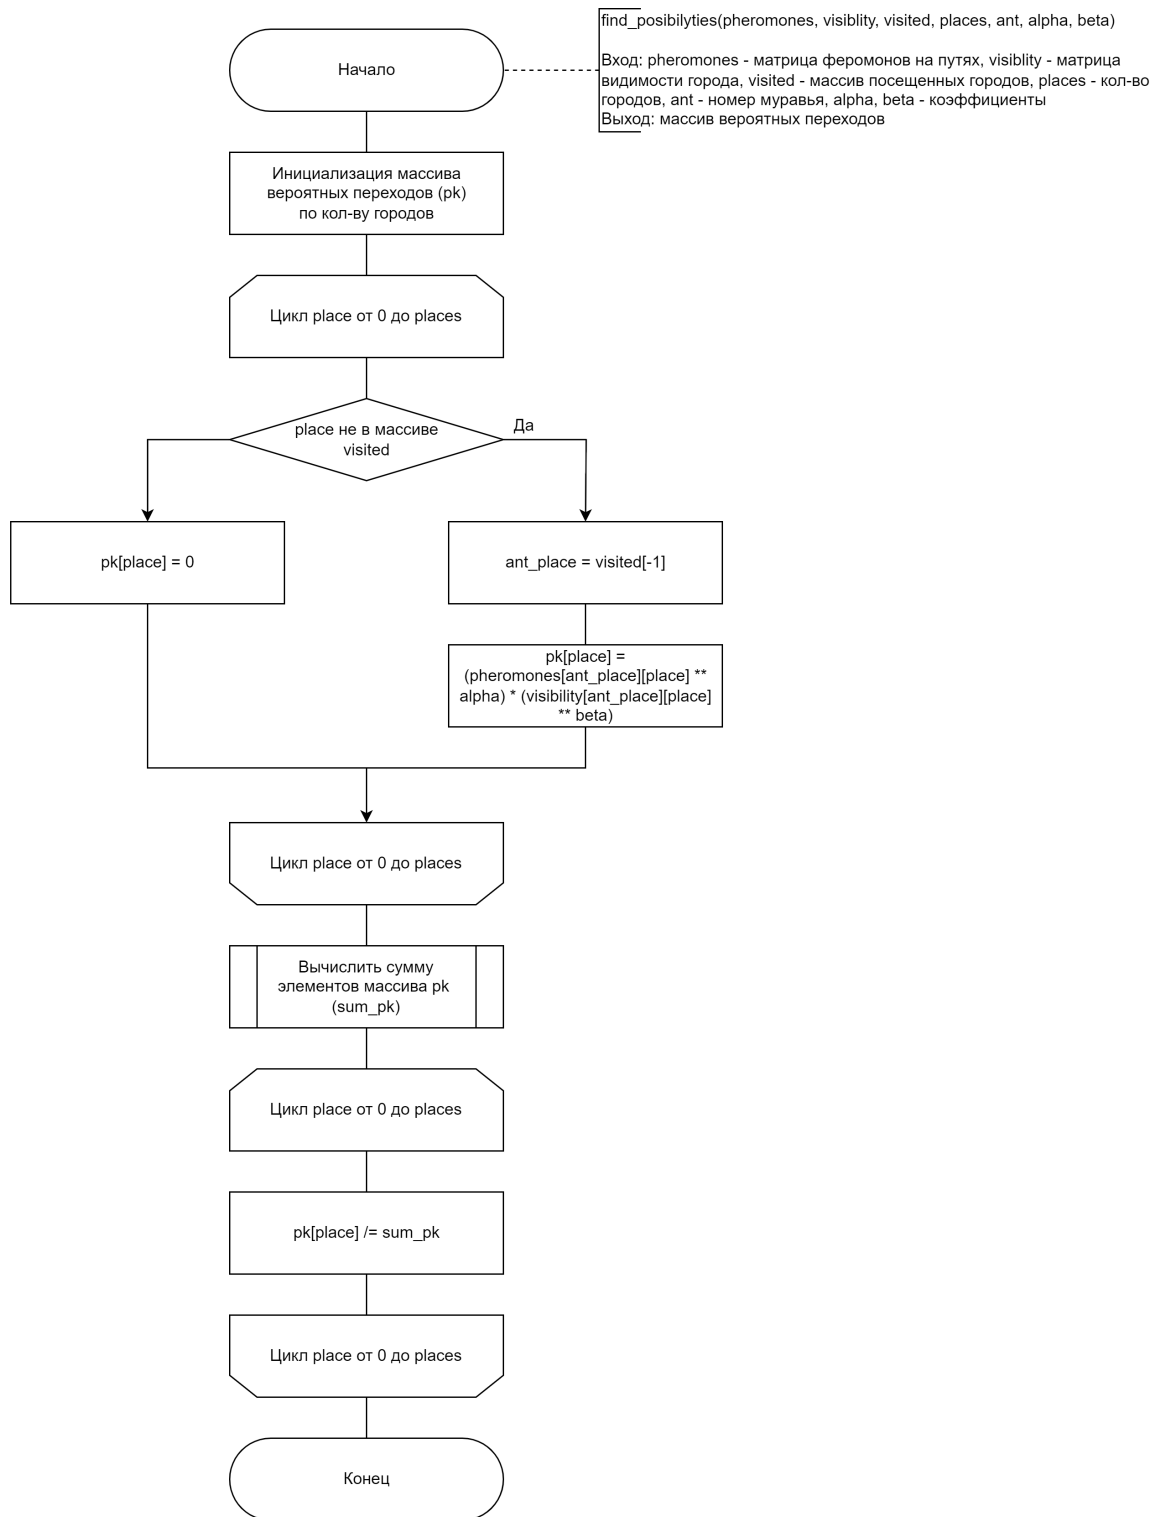 find_posibilyties(pheromones, visiblity, visited, places, ant, alpha, beta)
Вход: pheromones - матрица феромонов на путях, visiblity - матрица
видимости города, visited - массив посещенных городов, places - кол-во
городов, ant - номер муравья, alpha, beta - коэффициенты
Выход: массив вероятных переходов
Начало
Инициализация массива
вероятных переходов (pk)
по кол-ву городов
Цикл place от 0 до places
place не в массиве
visited
Да
pk[place] = 0
ant_place = visited[-1]
pk[place] =
(pheromones[ant_place][place] **
alpha) * (visibility[ant_place][place]
** beta)
Цикл place от 0 до places
Вычислить сумму
элементов массива pk
(sum_pk)
Цикл place от 0 до places
pk[place] /= sum_pk
Цикл place от 0 до places
Конец